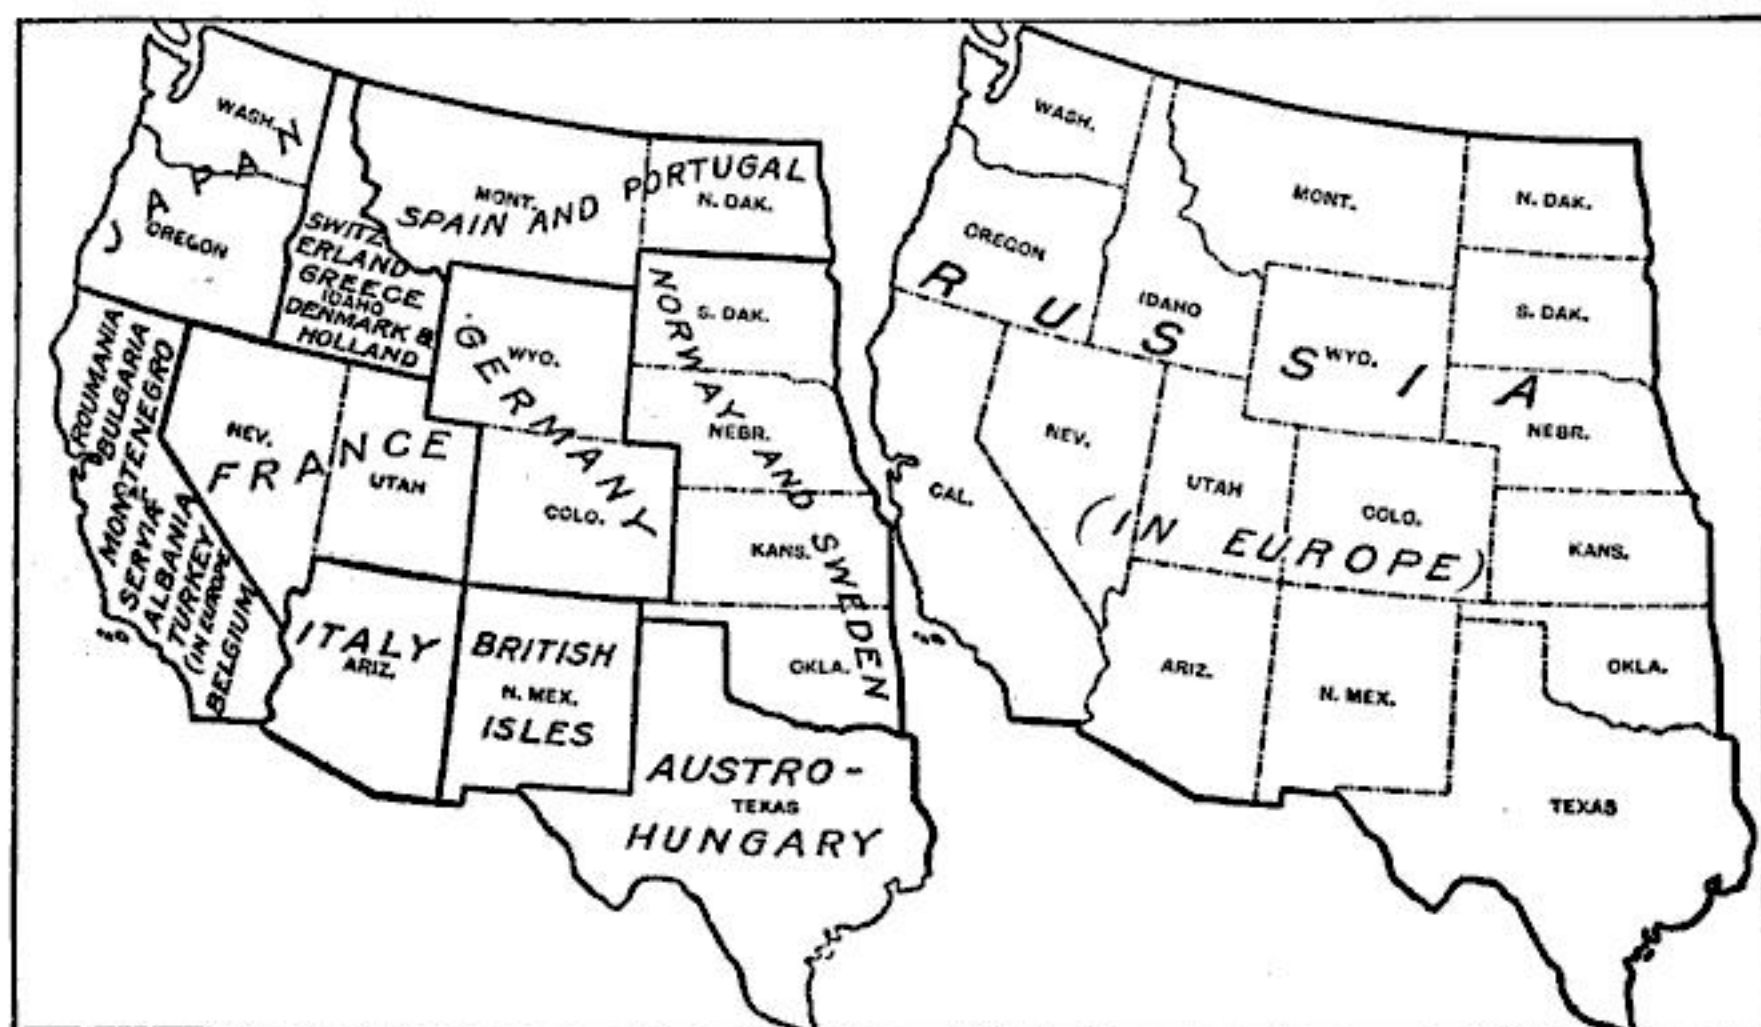 WASH.
JAPAN
OREGON
MONT.
SPAIN AND PORTUGAL
N. DAK.
SWITZ
ERLAND
GREECE
IDAHO
DENMARK &
HOLLAND
GERMANY
WYO.
NORWAY AND SWEDEN
S. DAK.
NEBR.
ROUMANIA
BULGARIA
MONTENEGRO
SERVIÆ
ALBANIA
TURKEY
(IN EUROPE
BELGIUM
NEV.
FRANCE
UTAH
COLO.
KANS.
ITALY
ARIZ.
BRITISH
N. MEX.
ISLES
OKLA.
AUSTRO-
TEXAS
HUNGARY
WASH.
MONT.
N. DAK.
OREGON
IDAHO
RUSSIA
WYO.
S. DAK.
NEBR.
CAL.
NEV.
UTAH
COLO.
(IN EUROPE)
KANS.
ARIZ.
N. MEX.
OKLA.
TEXAS